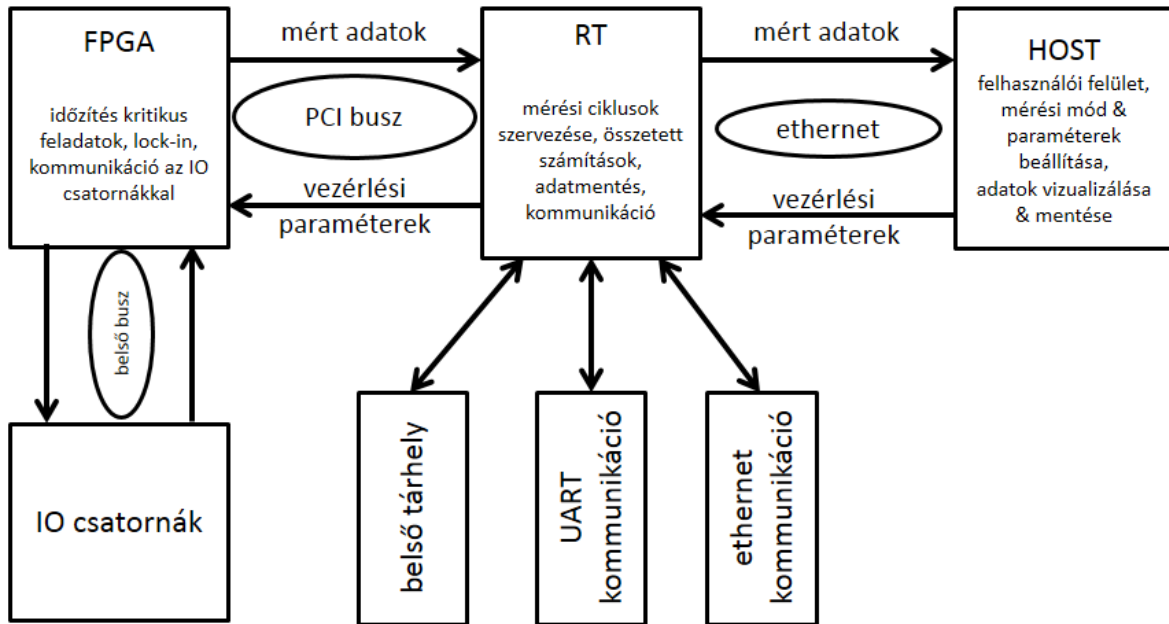 FPGA
időzítés kritikus
feladatok, lock-in,
kommunikáció az IO
csatornákkal
mért adatok
PCI busz
vezérlési
paraméterek
RT
mérési ciklusok
szervezése, összetett
számítások,
adatmentés,
kommunikáció
mért adatok
ethernet
vezérlési
paraméterek
HOST
felhasználói felület,
mérési mód &
paraméterek
beállítása,
adatok vizualizálása
& mentése
belső busz
IO csatornák
belső tárhely
UART
kommunikáció
ethernet
kommunikáció